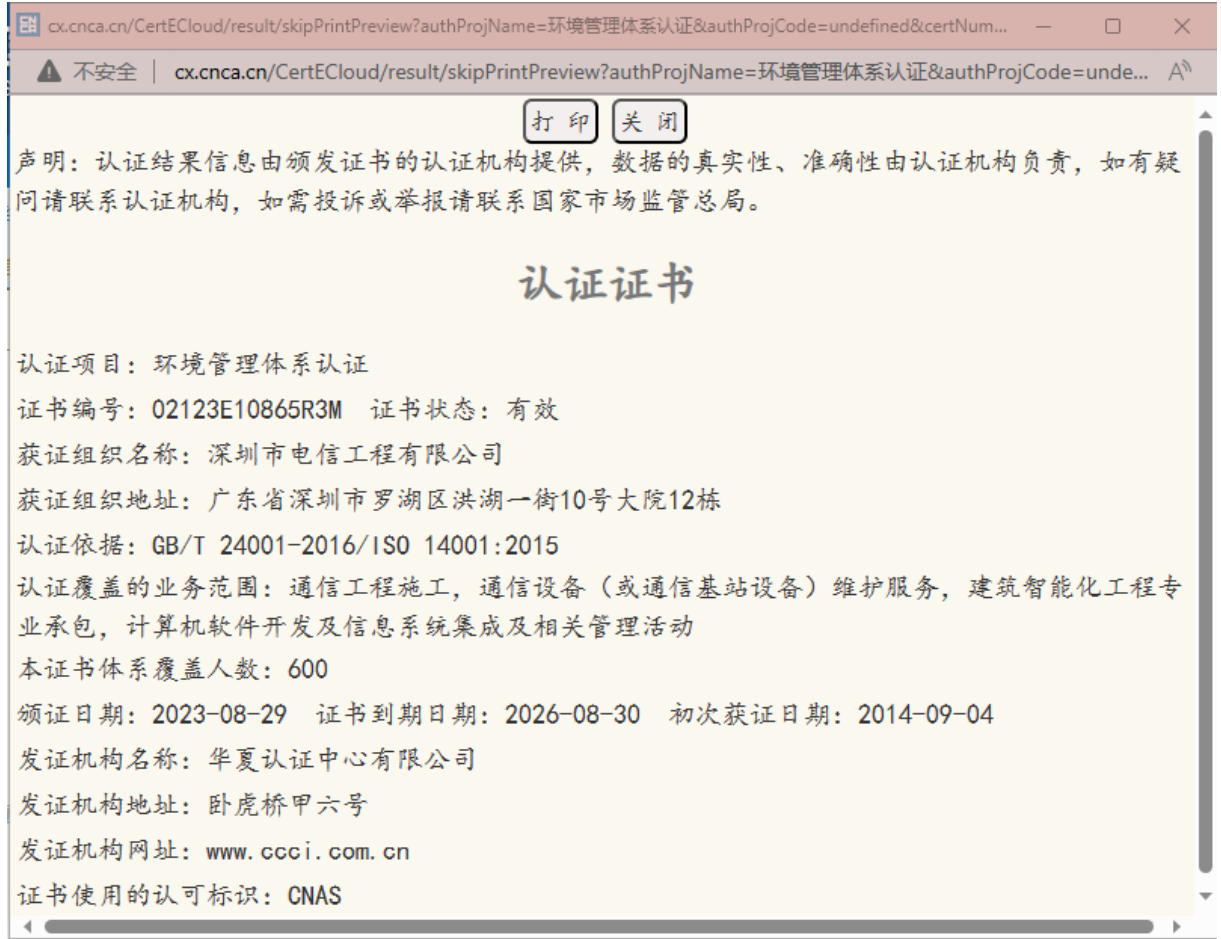 cx.cnca.cn/CertECloud/result/skipPrintPreview?authProjName=环境管理体系认证&authProjCode=undefined&certNum...
不安全 cx.cnca.cn/CertECloud/result/skipPrintPreview?authProjName=环境管理体系认证&authProjCode=unde...
打 印 关 闭
声明：认证结果信息由颁发证书的认证机构提供，数据的真实性、准确性由认证机构负责，如有疑
问请联系认证机构，如需投诉或举报请联系国家市场监管总局。
认证证书
认证项目：环境管理体系认证
证书编号：02123E10865R3M 证书状态：有效
获证组织名称：深圳市电信工程有限公司
获证组织地址：广东省深圳市罗湖区洪湖一街10号大院12栋
认证依据：GB/T 24001-2016/ISO 14001:2015
认证覆盖的业务范围：通信工程施工，通信设备（或通信基站设备）维护服务，建筑智能化工程专
业承包，计算机软件开发及信息系统集成及相关管理活动
本证书体系覆盖人数：600
颁证日期：2023-08-29 证书到期日期：2026-08-30 初次获证日期：2014-09-04
发证机构名称：华夏认证中心有限公司
发证机构地址：卧虎桥甲六号
发证机构网址：www.ccci.com.cn
证书使用的认可标识：CNAS